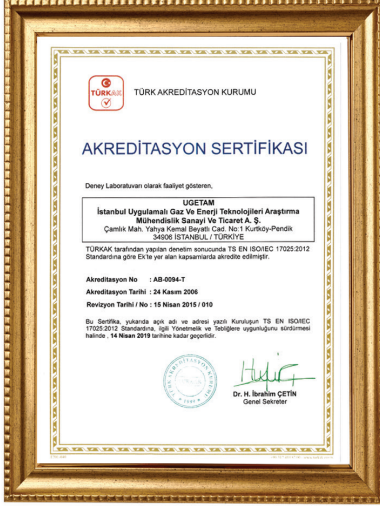 TÜRKAK
TÜRK AKREDİTASYON KURUMU
AKREDİTASYON SERTİFİKASI
Deney Laboratuvarı olarak faaliyet gösteren,
UGETAM
İstanbul Uygulamalı Gaz Ve Enerji Teknolojileri Araştırma
Mühendislik Sanayi Ve Ticaret A. Ş.
Çamlık Mah. Yahya Kemal Beyatlı Cad. No:1 Kurtköy-Pendik
34906 İSTANBUL / TÜRKİYE
TÜRKAK tarafından yapılan denetim sonucunda TS EN ISO/IEC 17025:2012
Standardına göre Ek'te yer alan kapsamlarda akredite edilmiştir.
Akreditasyon No : AB-0094-T
Akreditasyon Tarihi : 24 Kasım 2006
Revizyon Tarihi / No : 15 Nisan 2015 / 010
Bu Sertifika, yukarıda açık adı ve adresi yazılı Kuruluşun TS EN ISO/IEC
17025:2012 Standardına, ilgili Yönetmelik ve Tebliğlere uygunluğunu sürdürmesi
halinde , 14 Nisan 2019 tarihine kadar geçerlidir.
Dr. H. İbrahim ÇETİN
Genel Sekreter